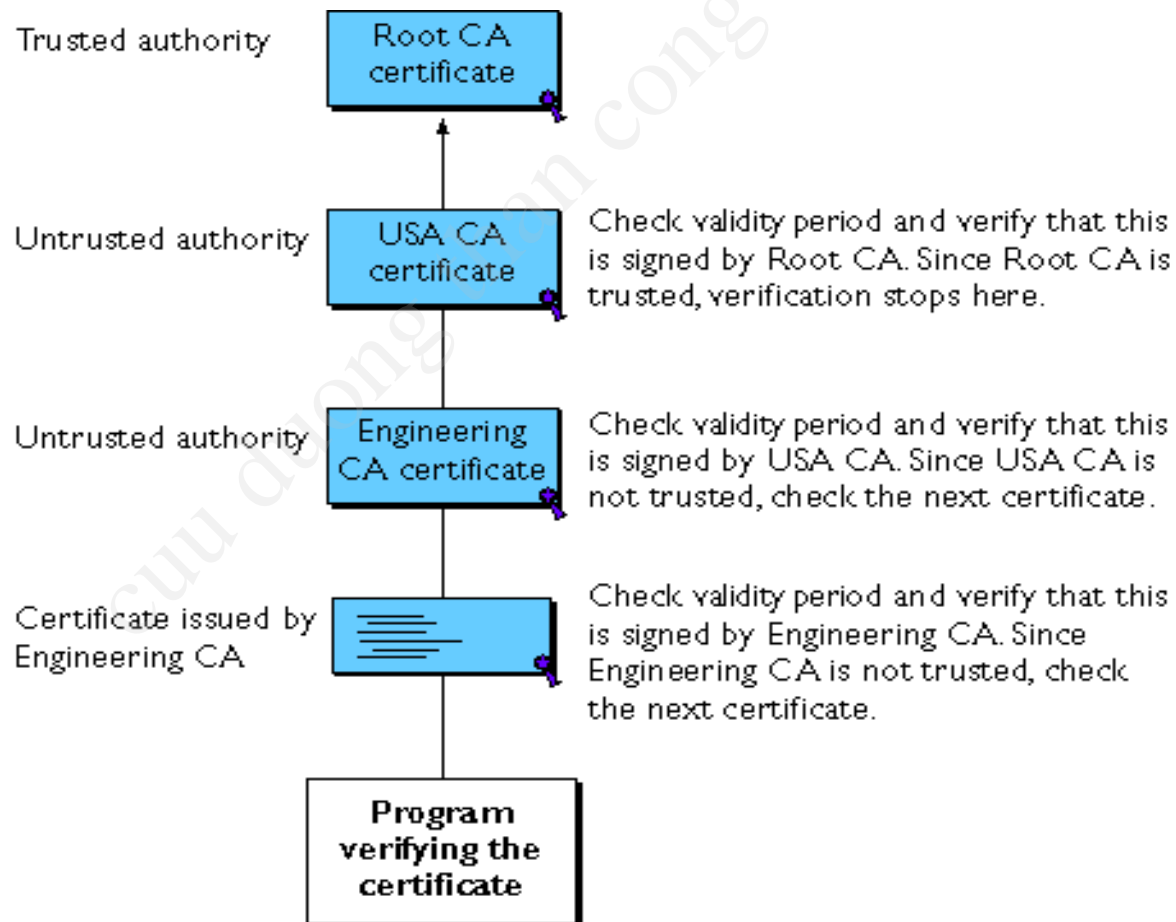 Trusted authority
Root CA
certificate
Untrusted authority
USA CA
certificate
Check validity period and verify that this
is signed by Root CA. Since Root CA is
trusted, verification stops here.
Untrusted authority
Engineering
CA certificate
Check validity period and verify that this
is signed by USA CA. Since USA CA is
not trusted, check the next certificate.
Certificate issued by
Engineering CA
Check validity period and verify that this
is signed by Engineering CA. Since
Engineering CA is not trusted, check
the next certificate.
Program
verifying the
certificate
cuu duong than cong